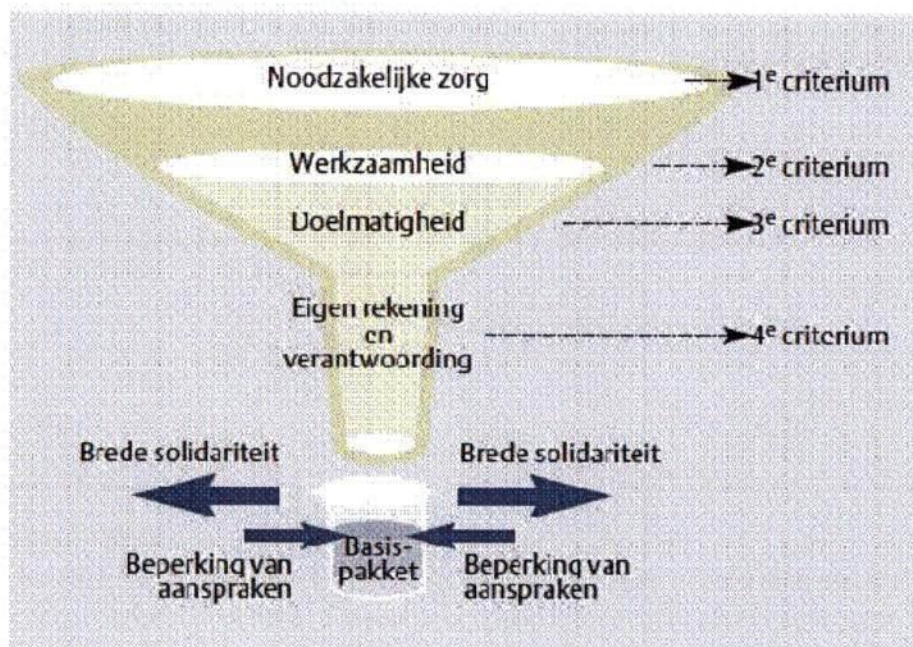 Noodzakelijke zorg
1e criterium
Werkzaamheid
2e criterium
Doelmatigheid
3e criterium
Eigen rekening
en
verantwoording
4e criterium
Brede solidariteit
Brede solidariteit
Basis-
pakket
Beperking van
aanspraken
Beperking van
aanspraken